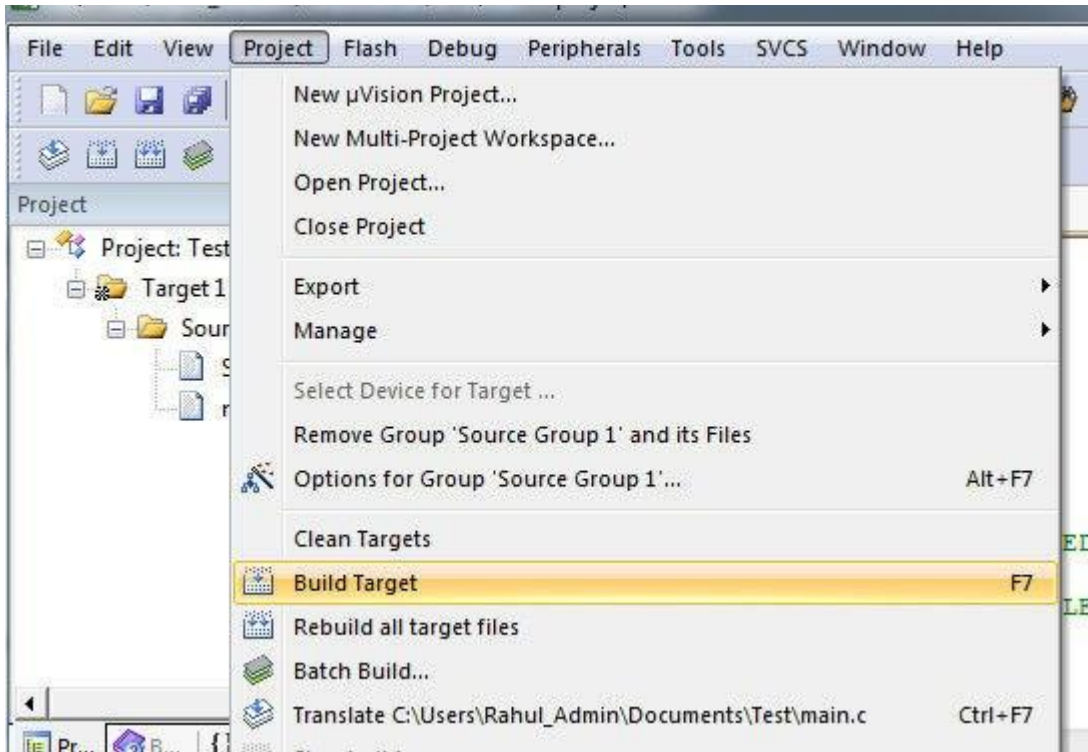 File Edit View Project Flash Debug Peripherals Tools SVCS Window Help
New µVision Project...
New Multi-Project Workspace...
Open Project...
Close Project
Project
Project: Test
Target 1
Export
Manage
Sour
Select Device for Target ...
Remove Group 'Source Group 1' and its Files
Options for Group 'Source Group 1'... Alt+F7
Clean Targets
Build Target F7
Rebuild all target files
Batch Build...
Translate C:\Users\Rahul_Admin\Documents\Test\main.c Ctrl+F7
Pr... B... {}